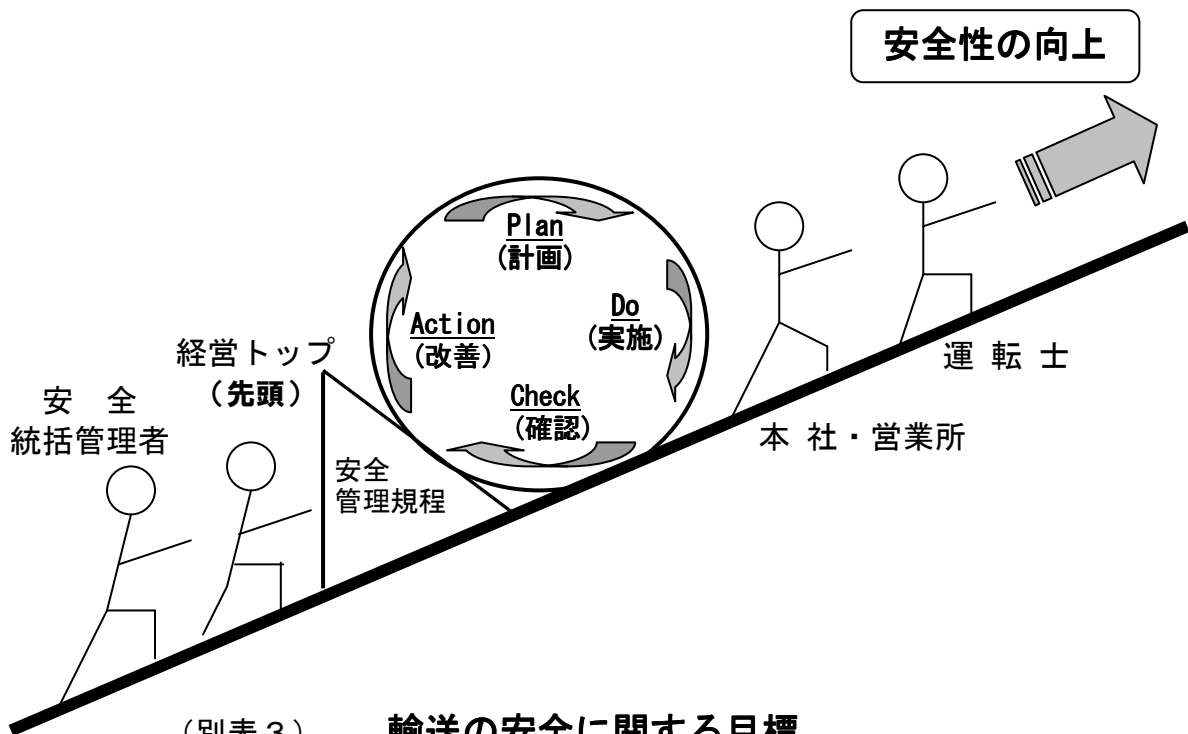 安全性の向上
Plan
(計画)
Do
(実施)
Action
(改善)
Check
(確認)
経営トップ
(先頭)
安　全
統括管理者
安全
管理規程
運 転 士
本 社・営業所
（別表３）　　輸送の安全に関する目標